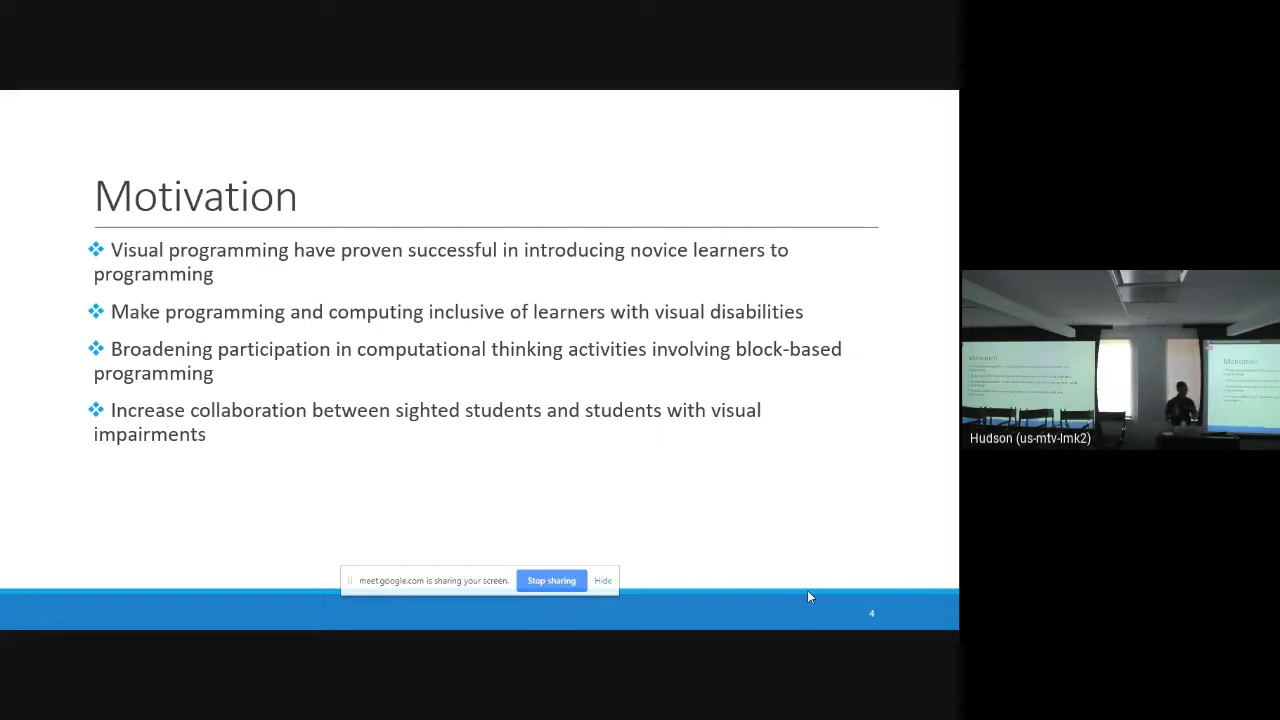 Motivation
Visual programming have proven successful in introducing novice learners to
programming
Make programming and computing inclusive of learners with visual disabilities
Broadening participation in computational thinking activities involving block-based
programming
Increase collaboration between sighted students and students with visual
impairments
meet.google.com is sharing your screen.
Stop sharing
Hide
4
Motivation
Motivation
Hudson (us-mtv-lmk2)